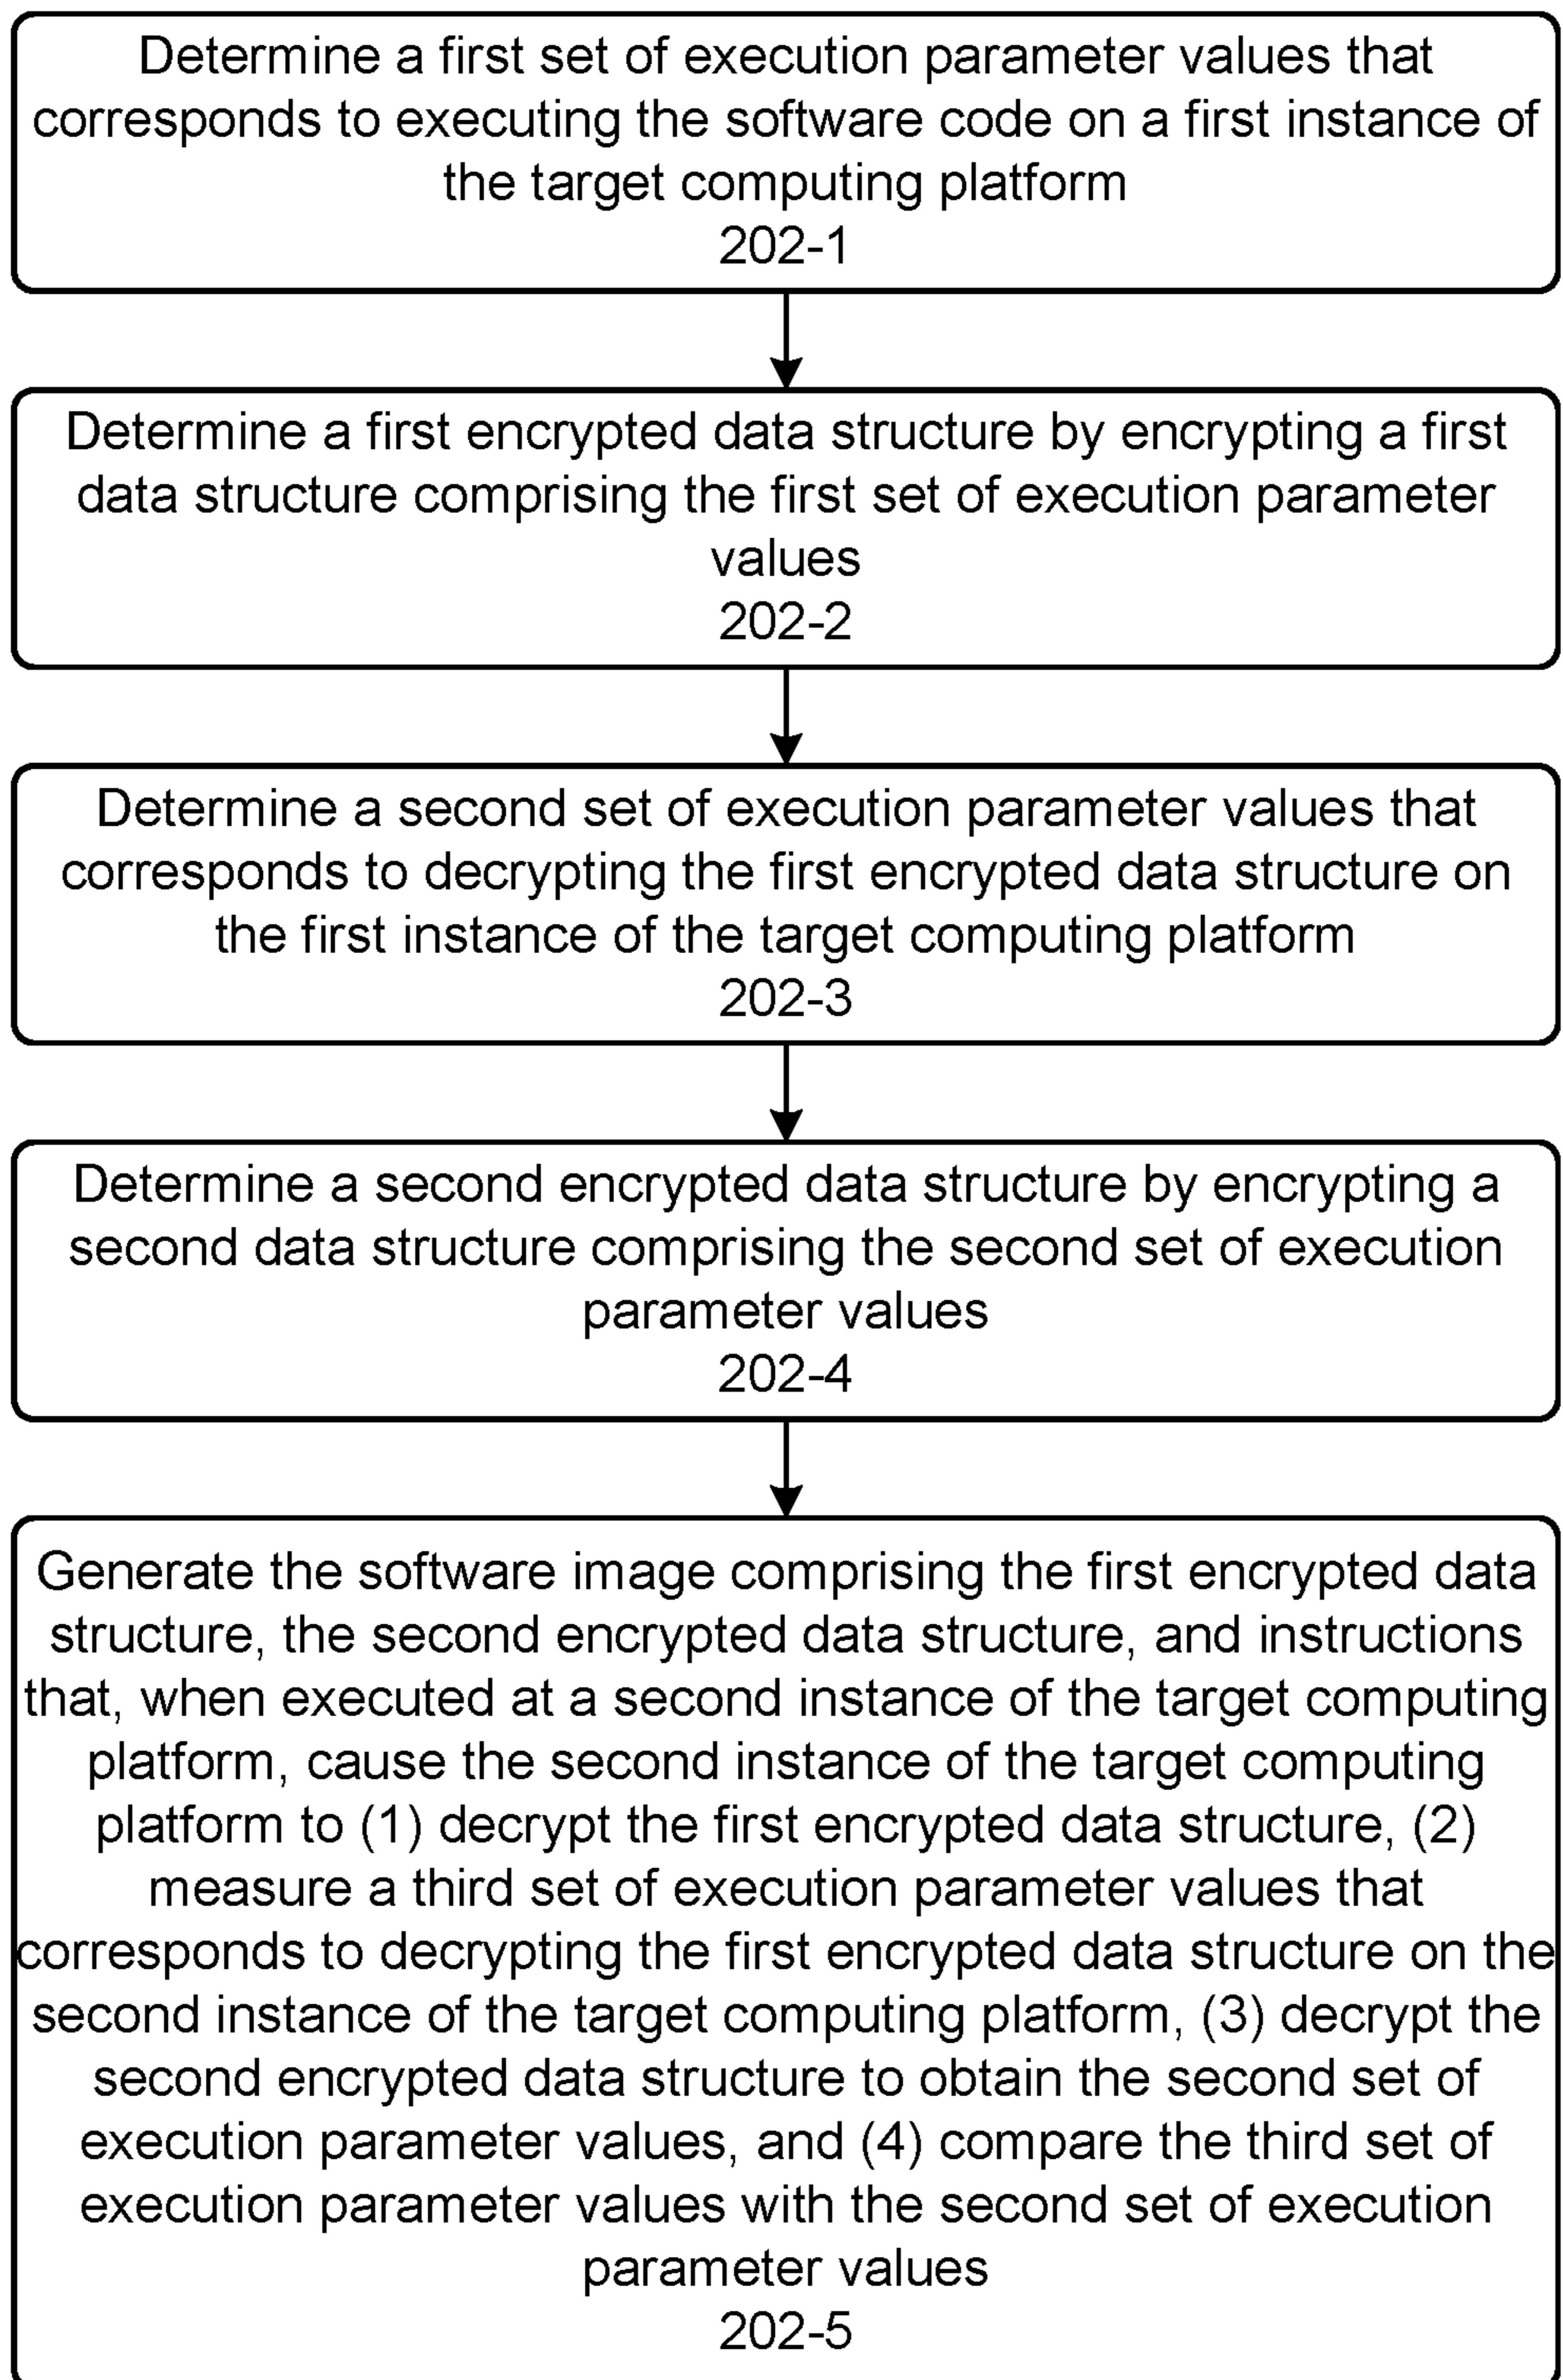 Determine a first set of execution parameter values that
corresponds to executing the software code on a first instance of
the target computing platform
202-1
Determine a first encrypted data structure by encrypting a first
data structure comprising the first set of execution parameter
values
202-2
Determine a second set of execution parameter values that
corresponds to decrypting the first encrypted data structure on
the first instance of the target computing platform
202-3
Determine a second encrypted data structure by encrypting a
second data structure comprising the second set of execution
parameter values
202-4
Generate the software image comprising the first encrypted data
structure, the second encrypted data structure, and instructions
that, when executed at a second instance of the target computing
platform, cause the second instance of the target computing
platform to (1) decrypt the first encrypted data structure, (2)
measure a third set of execution parameter values that
corresponds to decrypting the first encrypted data structure on the
second instance of the target computing platform, (3) decrypt the
second encrypted data structure to obtain the second set of
execution parameter values, and (4) compare the third set of
execution parameter values with the second set of execution
parameter values
202-5